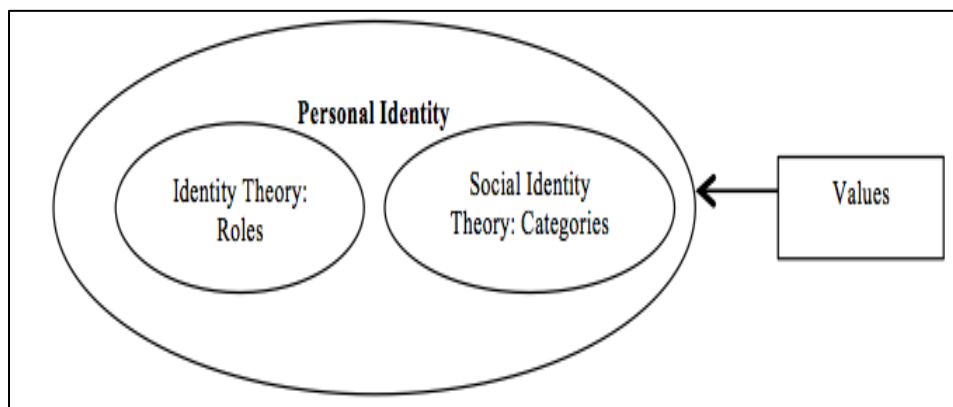 Personal Identity
Identity Theory:
Roles
Social Identity
Theory: Categories
Values